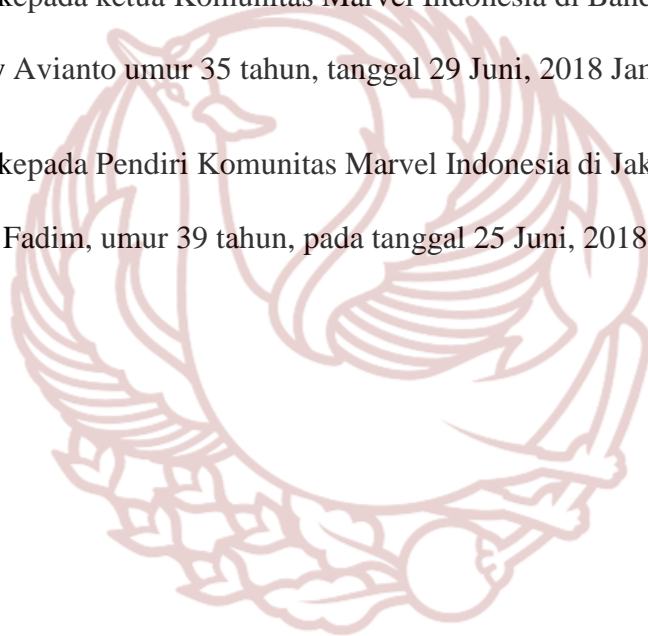 kepada ketua Komunitas Marvel Indonesia di
Avianto umur 35 tahun, tanggal 29 Juni, 2018
kepada Pendiri Komunitas Marvel Indonesia di
Fadim, umur 39 tahun, pada tanggal 25 Juni, 2018